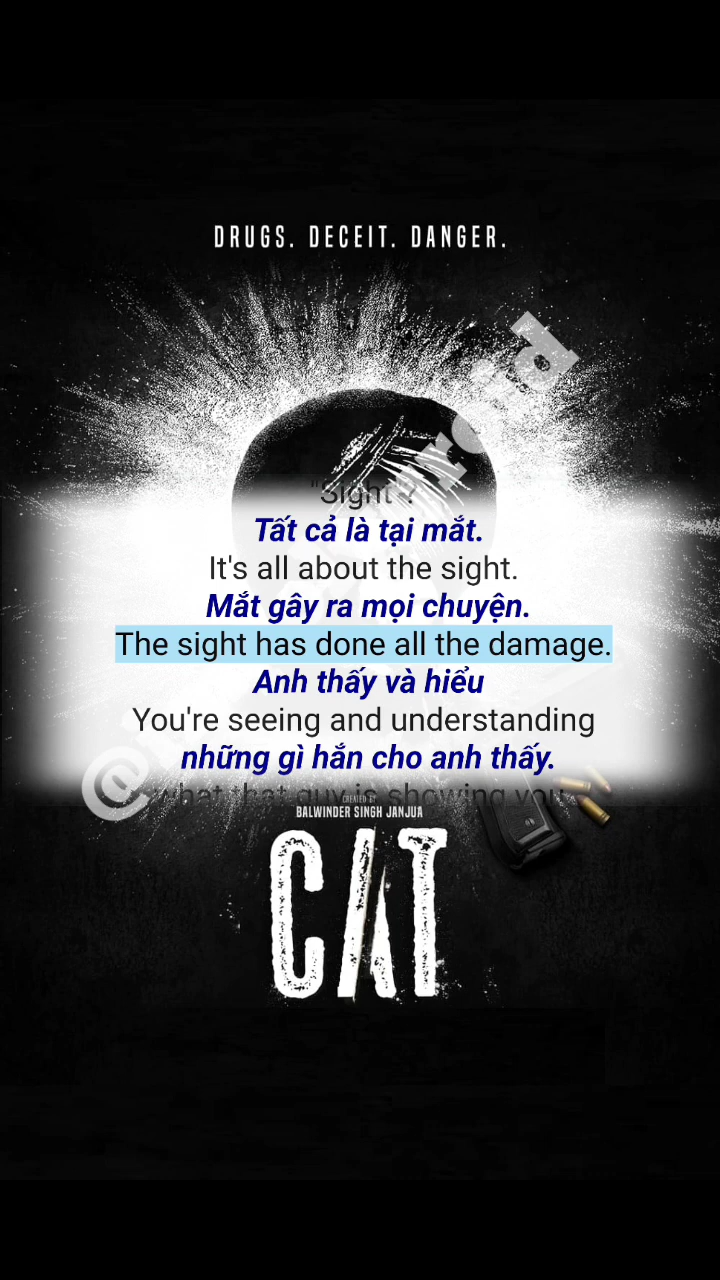 DRUGS. DECEIT. DANGER.
"Sight"?
Tất cả là tại mắt.
It's all about the sight.
Mắt gây ra mọi chuyện.
The sight has done all the damage.
Anh thấy và hiểu
You're seeing and understanding
những gì hắn cho anh thấy.
what that guy is showing you.
CREATED BY
BALWINDER SINGH JANJUA
CAT